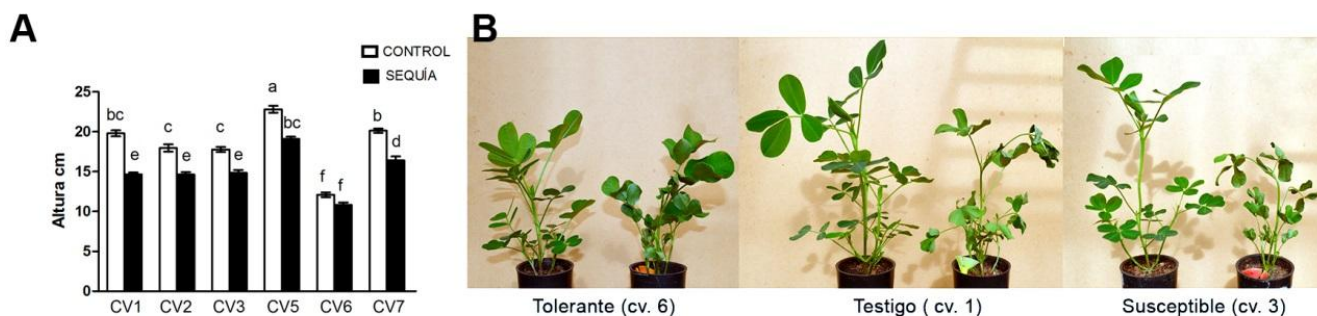 A
CONTROL
SEQUÍA
Altura cm
25
20
15
10
5
0
bc
e
c
e
c
e
a
bc
f
f
b
d
CV1 CV2 CV3 CV5 CV6 CV7
B
Tolerante (cv. 6)
Testigo ( cv. 1)
Susceptible (cv. 3)